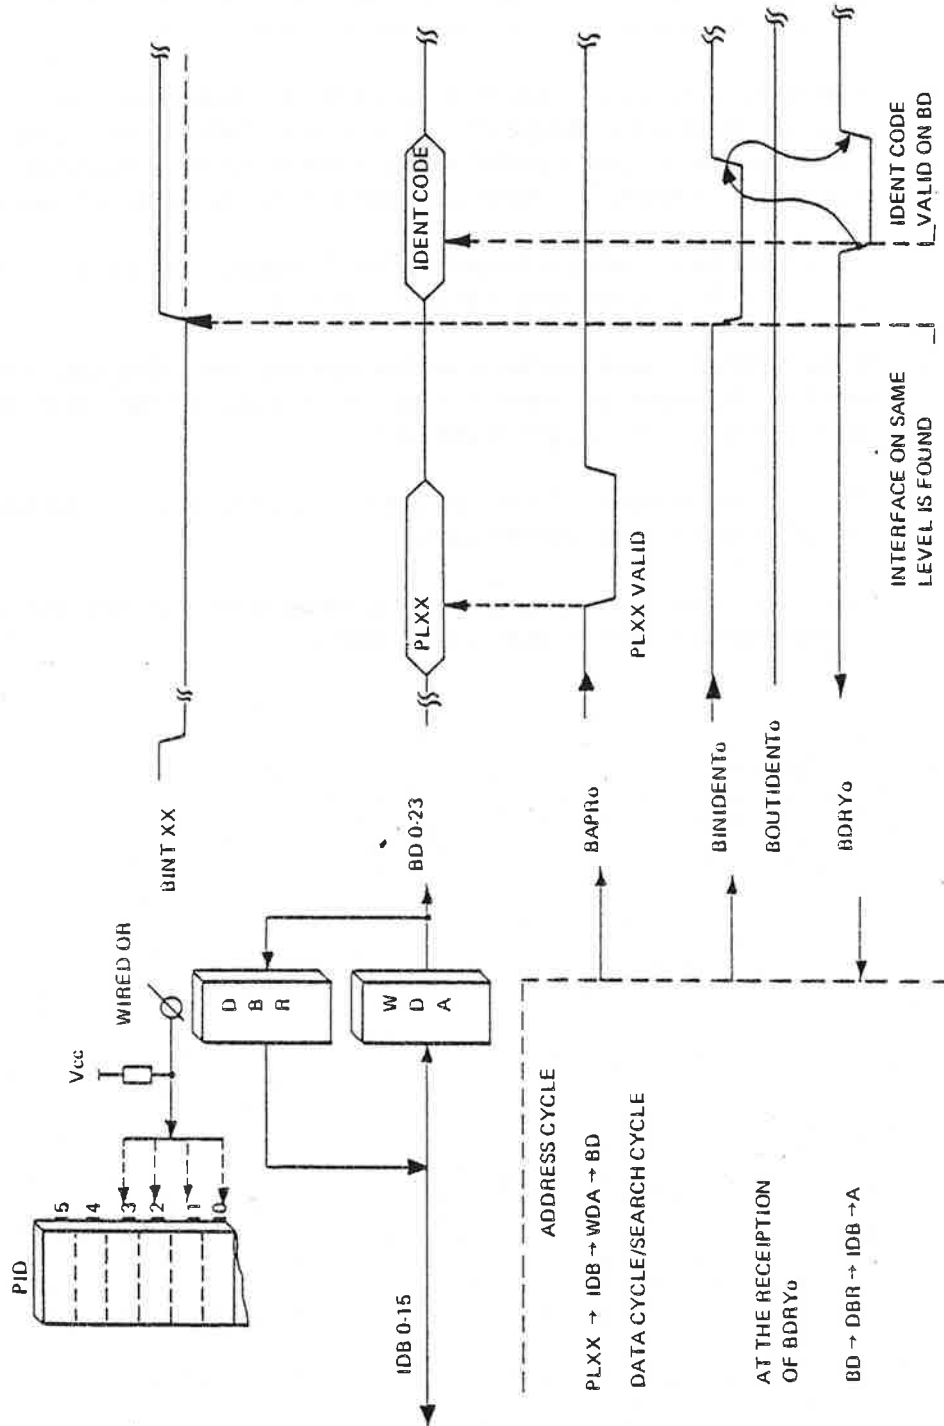 PID
5
4
3
2
1
0
Vcc
WIRED OR
BINT XX
D
B
R
W
D
A
IDB 0-15
BD 0-23
PLXX
IDENT CODE
ADDRESS CYCLE
PLXX → IDB → WDA → BD
DATA CYCLE/SEARCH CYCLE
BAPRo
PLXX VALID
BINIDENTo
BOUTIDENTo
AT THE RECEIPTION
OF BDRYo
BD → DBR → IDB → A
BDRYo
INTERFACE ON SAME
LEVEL IS FOUND
IDENT CODE
VALID ON BD